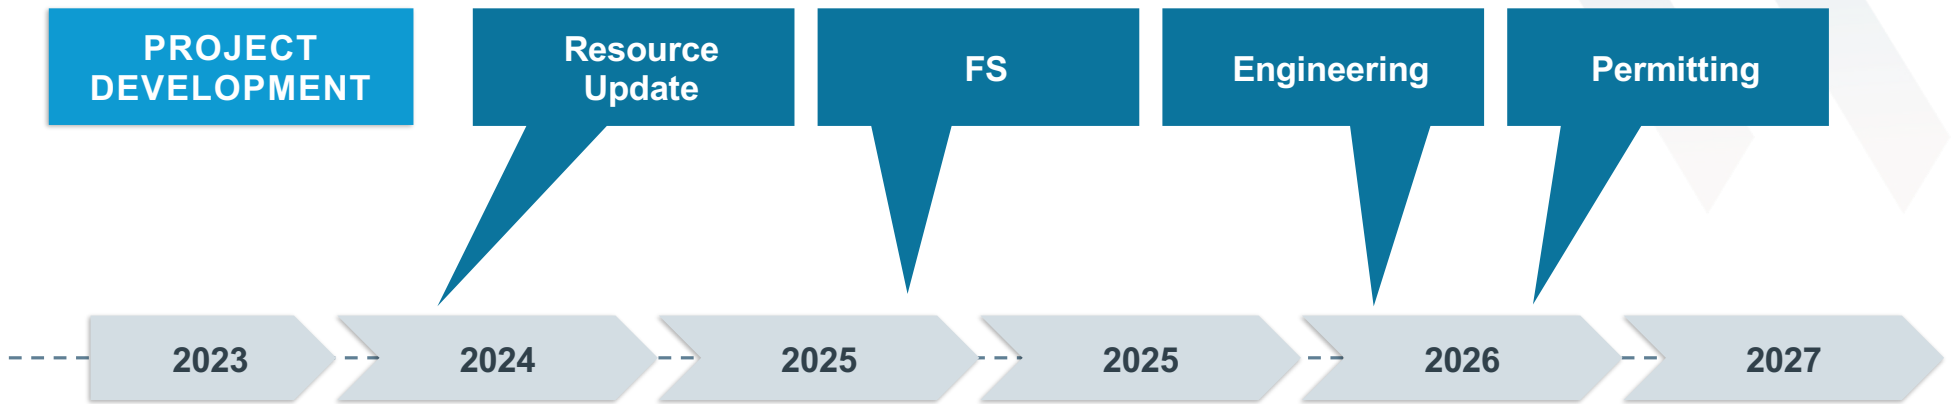 PROJECT
DEVELOPMENT
Resource
Update
FS
Engineering
Permitting
2023
2024
2025
2025
2026
2027